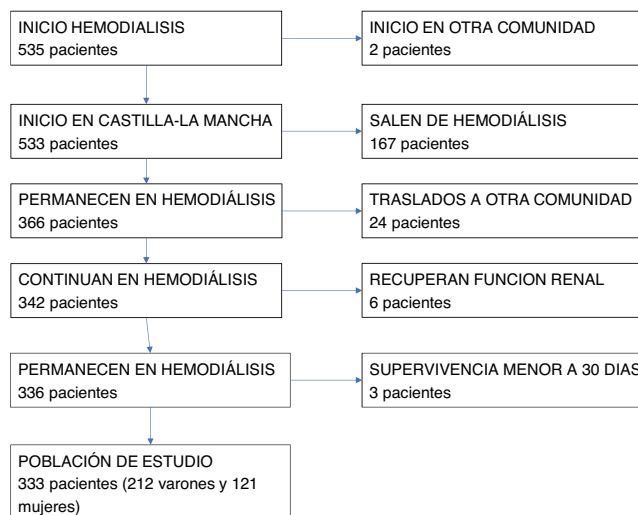 INICIO HEMODIALISIS
535 pacientes
INICIO EN OTRA COMUNIDAD
2 pacientes
INICIO EN CASTILLA-LA MANCHA
533 pacientes
SALEN DE HEMODIÁLISIS
167 pacientes
PERMANECEN EN HEMODIÁLISIS
366 pacientes
TRASLADOS A OTRA COMUNIDAD
24 pacientes
CONTINUAN EN HEMODIÁLISIS
342 pacientes
RECUPERAN FUNCION RENAL
6 pacientes
PERMANECEN EN HEMODIÁLISIS
336 pacientes
SUPERVIVENCIA MENOR A 30 DIAS
3 pacientes
POBLACIÓN DE ESTUDIO
333 pacientes (212 varones y 121
mujeres)